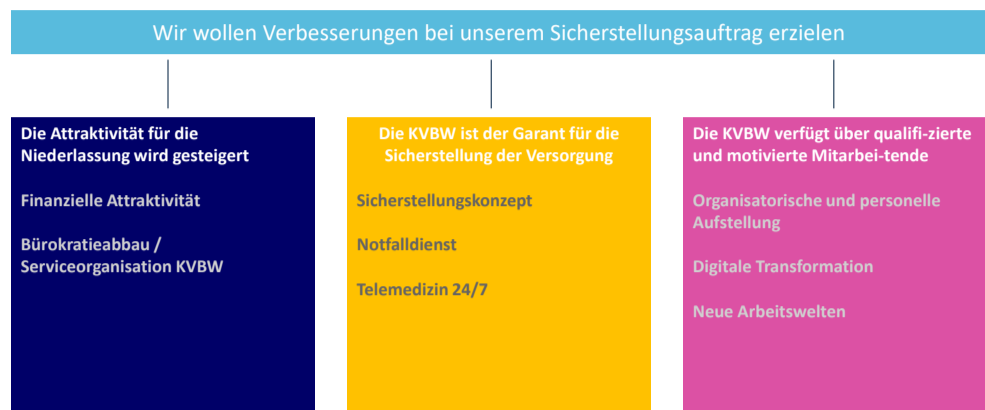 Wir wollen Verbesserungen bei unserem Sicherstellungsauftrag erzielen
Die Attraktivität für die
Niederlassung wird gesteigert
Finanzielle Attraktivität
Bürokratieabbau /
Serviceorganisation KVBW
Die KVBW ist der Garant für die
Sicherstellung der Versorgung
Sicherstellungskonzept
Notfalldienst
Telemedizin 24/7
Die KVBW verfügt über qualifi-zierte
und motivierte Mitarbei-tende
Organisatorische und personelle
Aufstellung
Digitale Transformation
Neue Arbeitswelten